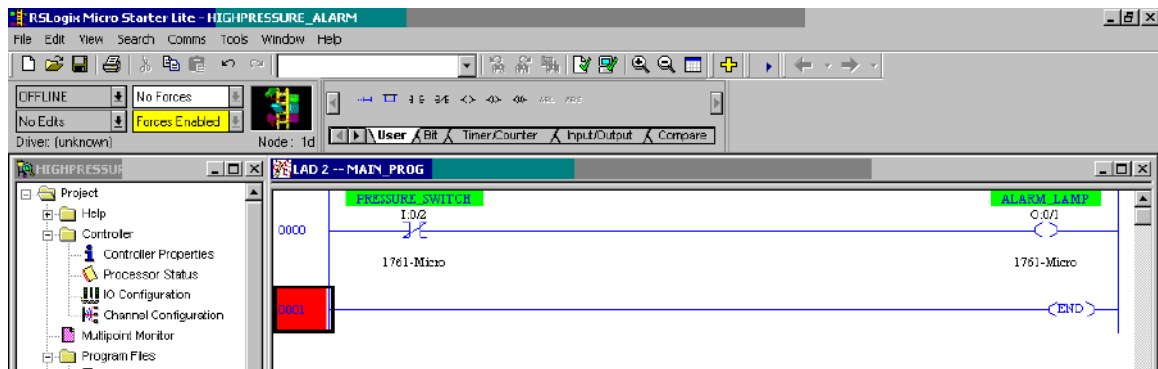 RSLogix Micro Starter Lite - HIGHPRESSURE_ALARM
File Edit View Search Comms Tools Window Help
OFFLINE No Forces
No Edits Forces Enabled
Driver: (unknown) Node: 1d
ABL ABS
User Bit Timer/Counter Input/Output Compare
HIGHPRESSUR
LAD 2 -- MAIN_PROG
Project
Help
Controller
Controller Properties
Processor Status
IO Configuration
Channel Configuration
Multipoint Monitor
Program Files
PRESSURE_SWITCH ALARM_LAMP
I:0/2 O:0/1
0000
1761-Micro 1761-Micro
0001 END